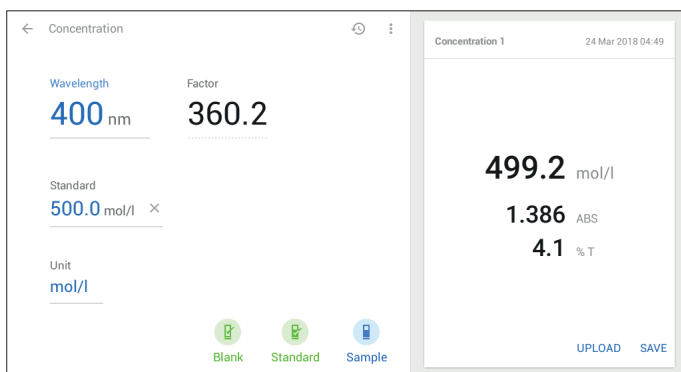 Concentration
Wavelength
400 nm
Factor
360.2
Standard
500.0 mol/l
Unit
mol/l
Blank
Standard
Sample
Concentration 1
24 Mar 2018 04:49
499.2 mol/l
1.386 ABS
4.1 % T
UPLOAD SAVE